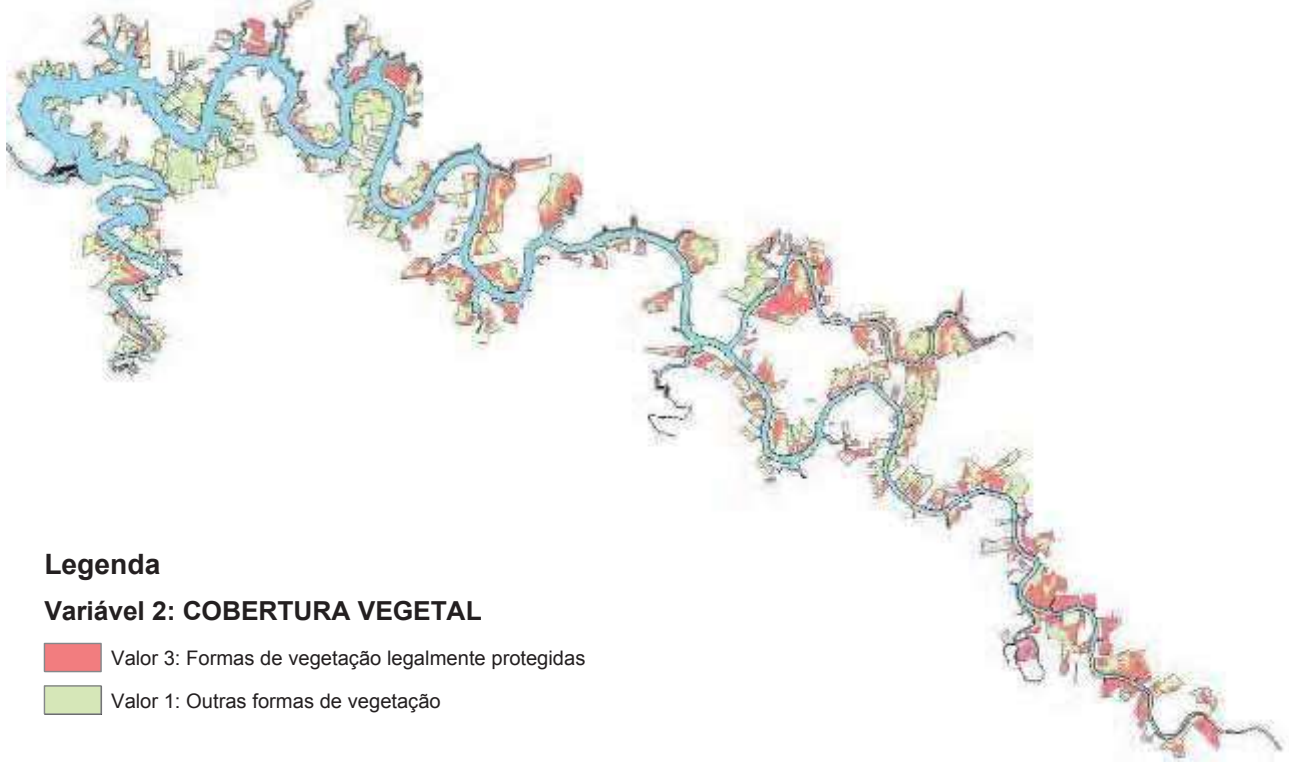 Legenda
Variável 2: COBERTURA VEGETAL
Valor 3: Formas de vegetação legalmente protegidas
Valor 1: Outras formas de vegetação